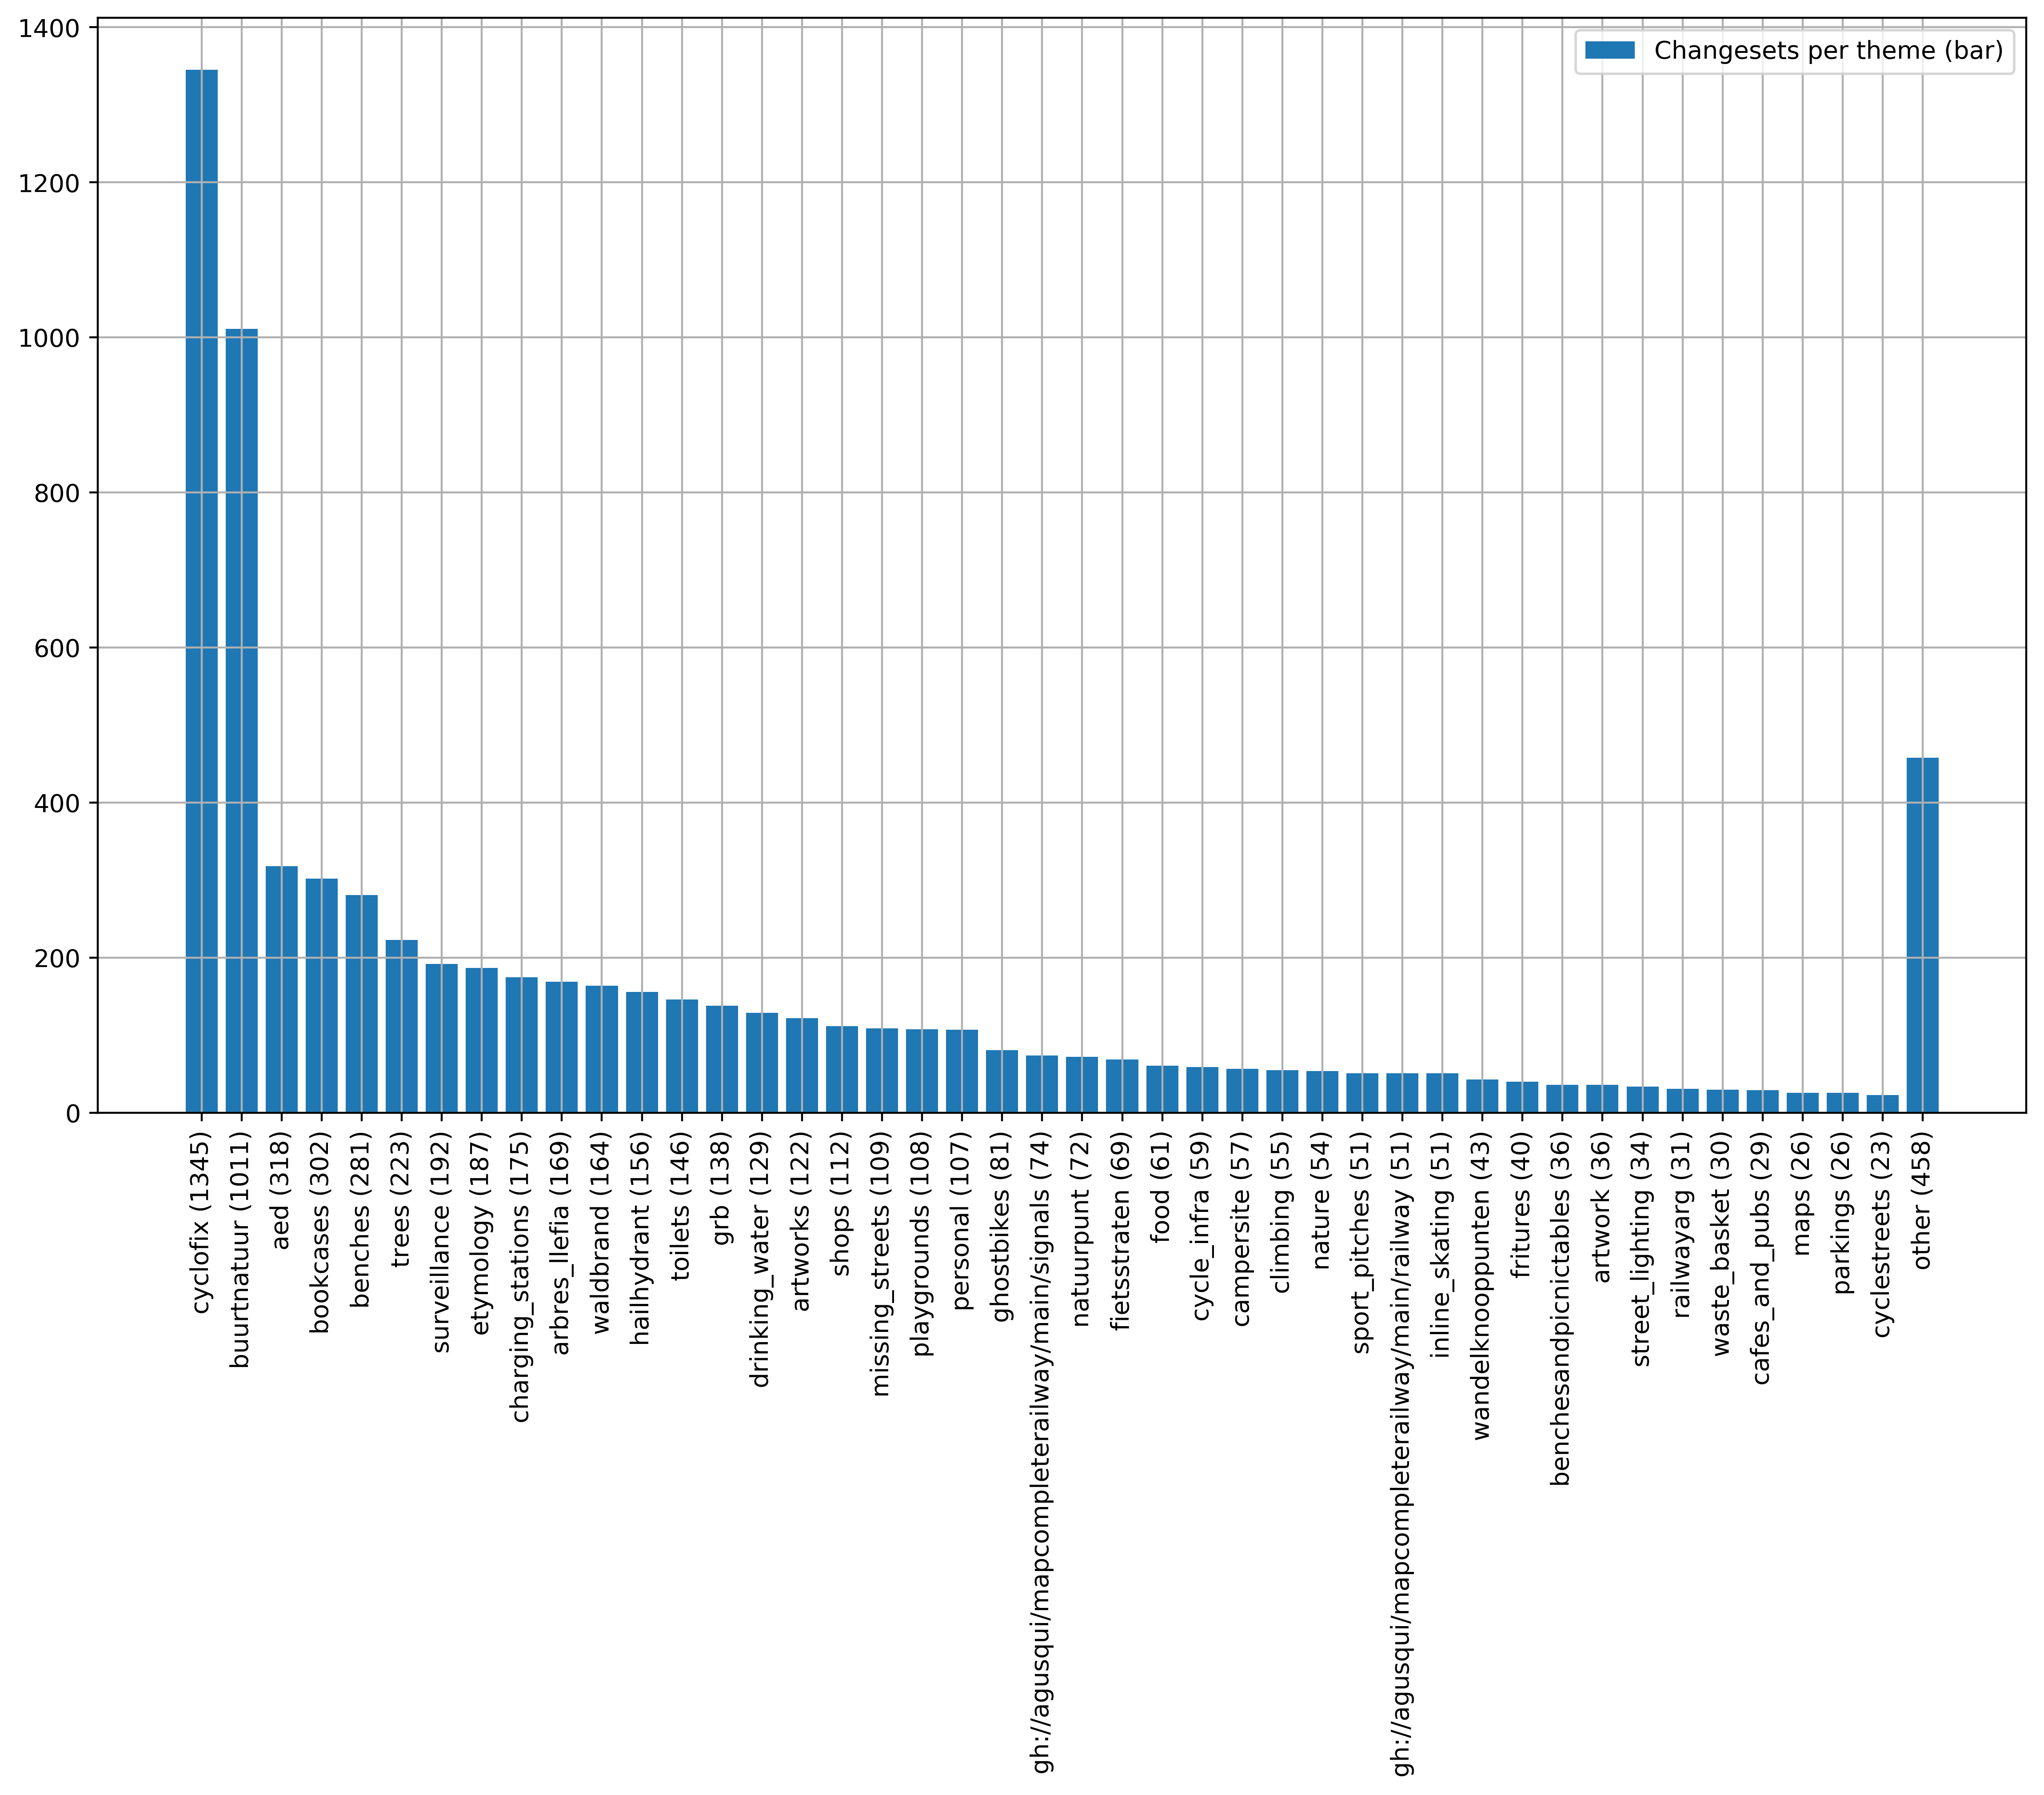 1400
1200
1000
800
600
400
200
0
Changesets per theme (bar)
cyclofix (1345)
buurtnatuur (1011)
aed (318)
bookcases (302)
benches (281)
trees (223)
surveillance (192)
etymology (187)
charging_stations (175)
arbres_llefia (169)
waldbrand (164)
hailhydrant (156)
toilets (146)
grb (138)
drinking_water (129)
artworks (122)
shops (112)
missing_streets (109)
playgrounds (108)
personal (107)
ghostbikes (81)
gh://agusqui/mapcompleterailway/main/signals (74)
natuurpunt (72)
fietsstraten (69)
food (61)
cycle_infra (59)
campersite (57)
climbing (55)
nature (54)
sport_pitches (51)
gh://agusqui/mapcompleterailway/main/railway (51)
inline_skating (51)
wandelknooppunten (43)
fritures (40)
benchesandpicnictables (36)
artwork (36)
street_lighting (34)
railwayarg (31)
waste_basket (30)
cafes_and_pubs (29)
maps (26)
parkings (26)
cyclestreets (23)
other (458)